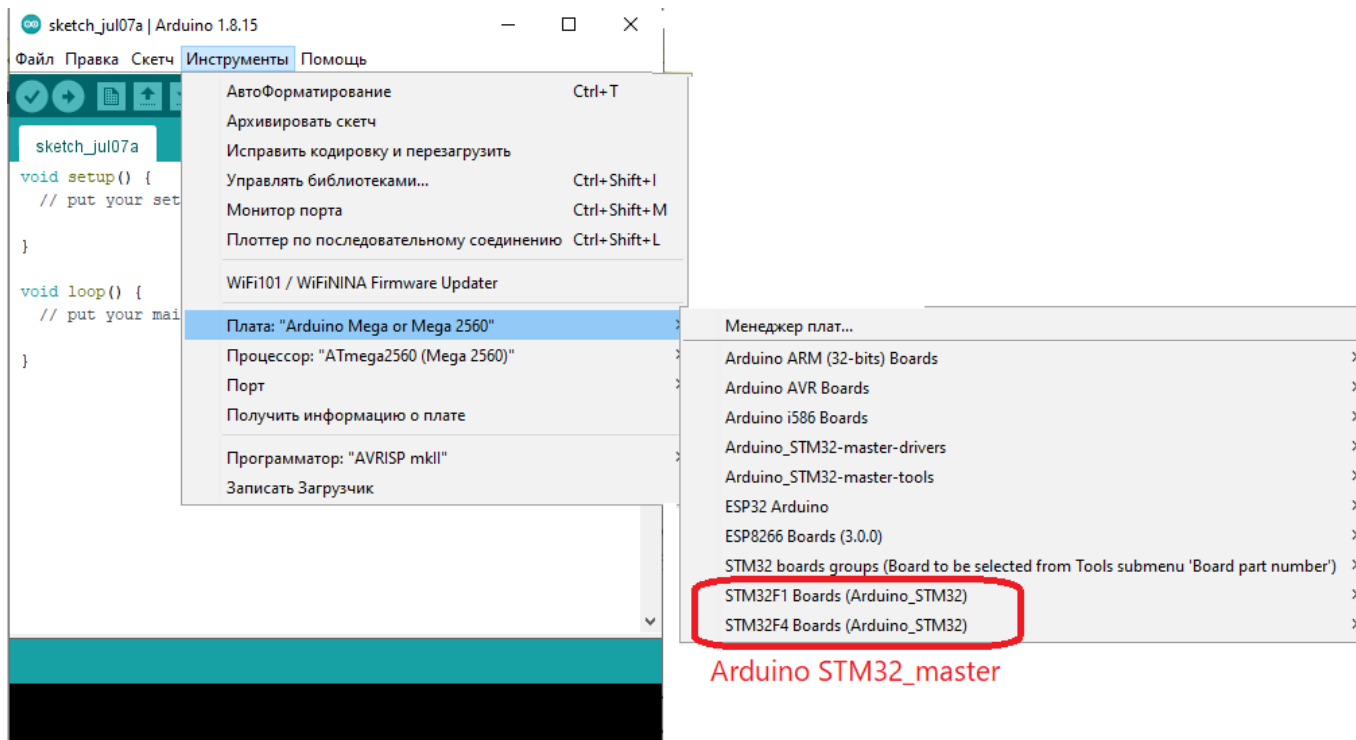 sketch_jul07a | Arduino 1.8.15
Файл Правка Скетч Инструменты Помощь
sketch_jul07a
void setup() {
// put your set
}
void loop() {
// put your mai
}
АвтоФорматирование Ctrl+T
Архивировать скетч
Исправить кодировку и перезагрузить
Управлять библиотеками... Ctrl+Shift+I
Монитор порта Ctrl+Shift+M
Плоттер по последовательному соединению Ctrl+Shift+L
WiFi101 / WiFiNINA Firmware Updater
Плата: "Arduino Mega or Mega 2560"
Процессор: "ATmega2560 (Mega 2560)"
Порт
Получить информацию о плате
Программатор: "AVRISP mkII"
Записать Загрузчик
Менеджер плат...
Arduino ARM (32-bits) Boards
Arduino AVR Boards
Arduino i586 Boards
Arduino_STM32-master-drivers
Arduino_STM32-master-tools
ESP32 Arduino
ESP8266 Boards (3.0.0)
STM32 boards groups (Board to be selected from Tools submenu 'Board part number')
STM32F1 Boards (Arduino_STM32)
STM32F4 Boards (Arduino_STM32)
Arduino STM32_master